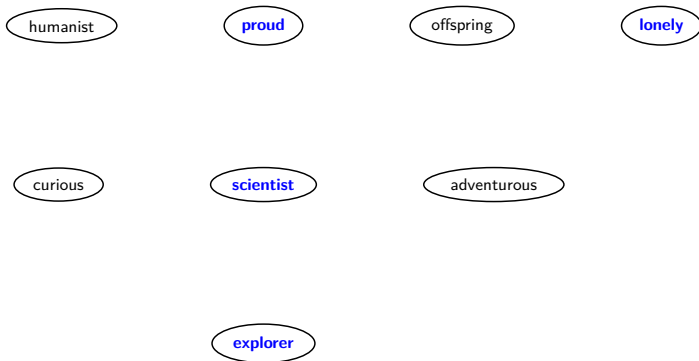 humanist
proud
offspring
lonely
curious
scientist
adventurous
explorer